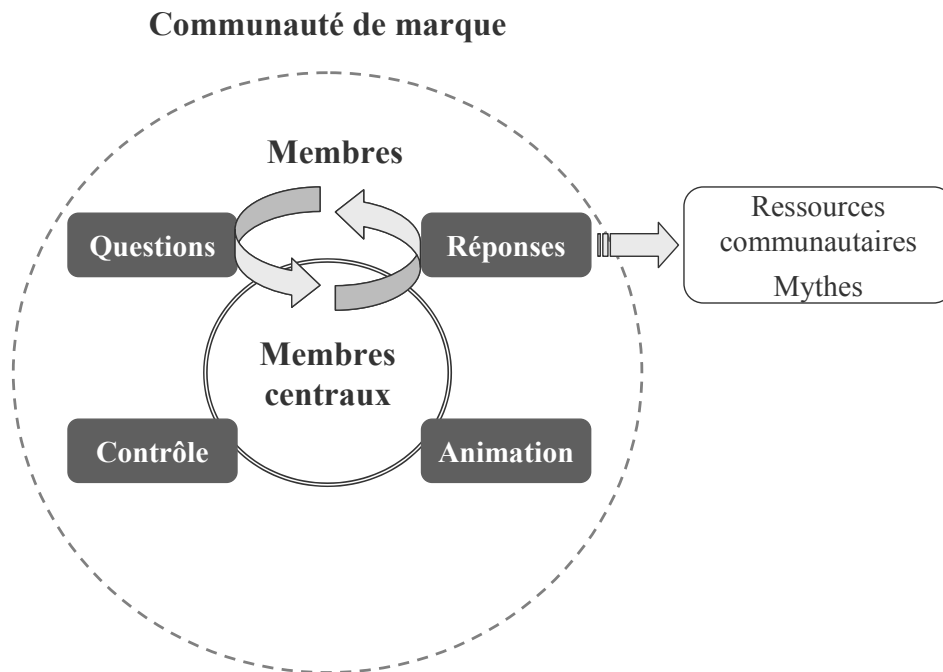 Communauté de marque
Membres
Questions
Réponses
Ressources
communautaires
Mythes
Membres
centraux
Contrôle
Animation